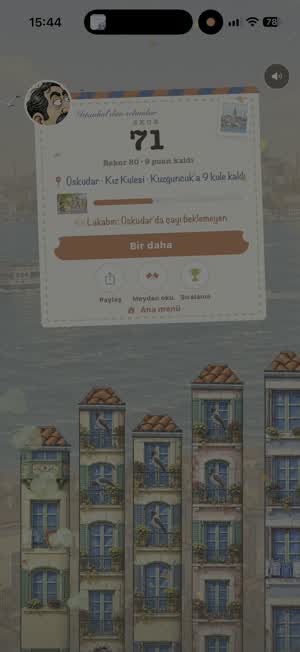 15:44
78
İstanbul'dan selamlar
SKOR
71
Rekor 80 · 9 puan kaldı
Üsküdar · Kız Kulesi · Kuzguncuk'a 9 kule kaldı
Lakabın: Üsküdar'da çayı bekletmeyen
Bir daha
Paylaş
Meydan oku
Sıralama
Ana menü